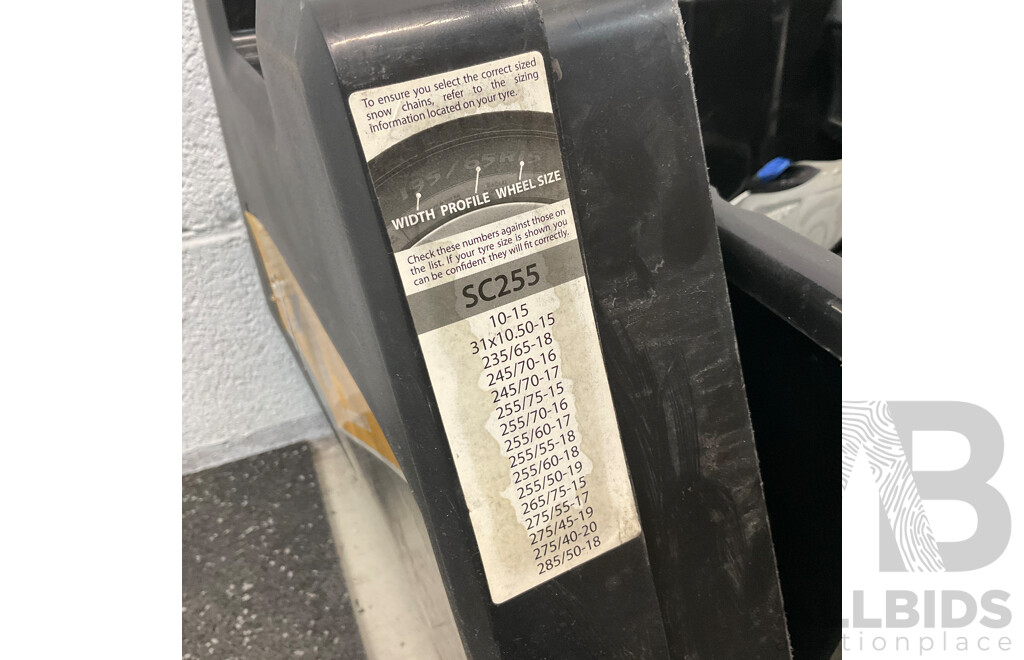 To ensure you select the correct sized
snow chains, refer to the sizing
Information located on your tyre.
WIDTH PROFILE WHEEL SIZE
Check these numbers against those on
the list. If your tyre size is shown you
can be confident they will fit correctly.
SC255
10-15
31x10.50-15
235/65-18
245/70-16
245/70-17
255/75-15
255/70-16
255/60-17
255/55-18
255/60-18
255/50-19
265/75-15
275/55-17
275/45-19
275/40-20
285/50-18
LLBIDS
tionplace